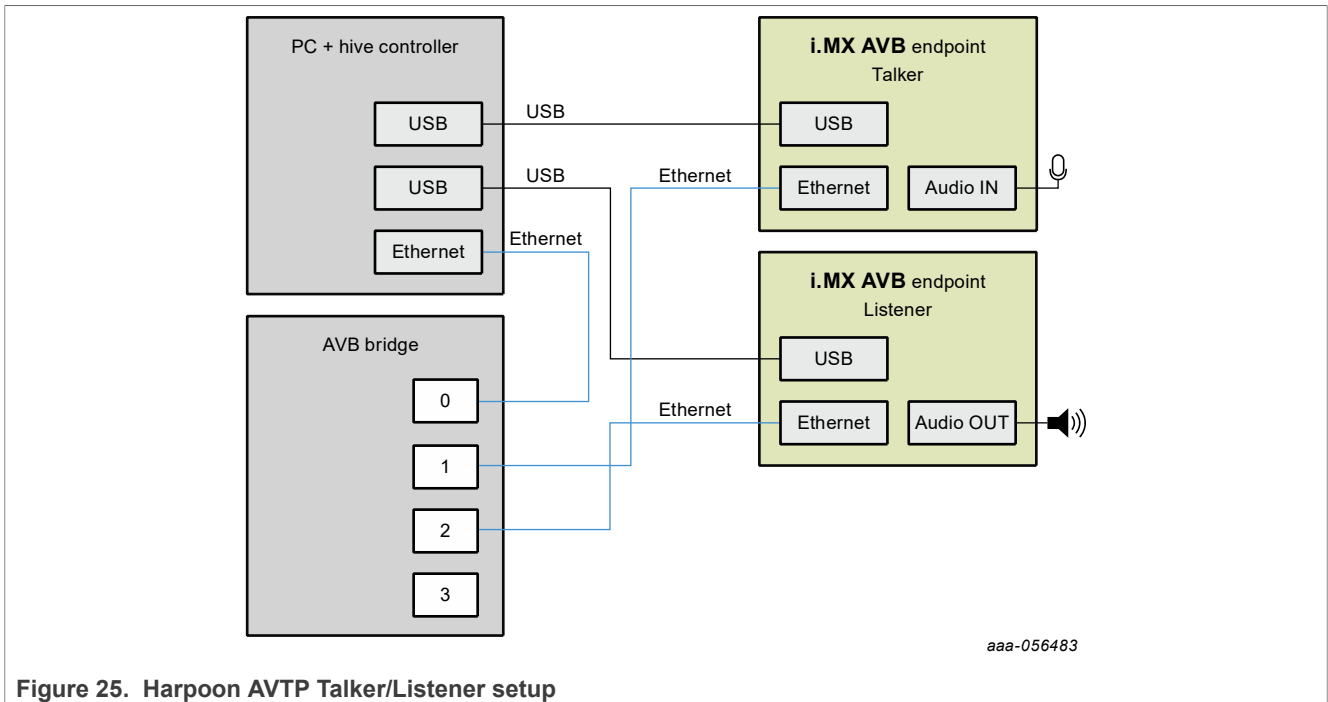 PC + hive controller
USB
USB
Ethernet
USB
USB
Ethernet
AVB bridge
0
1
2
3
i.MX AVB endpoint
Talker
USB
Ethernet
Ethernet
Audio IN
i.MX AVB endpoint
Listener
USB
Ethernet
Ethernet
Audio OUT
aaa-056483
Figure 25. Harpoon AVTP Talker/Listener setup